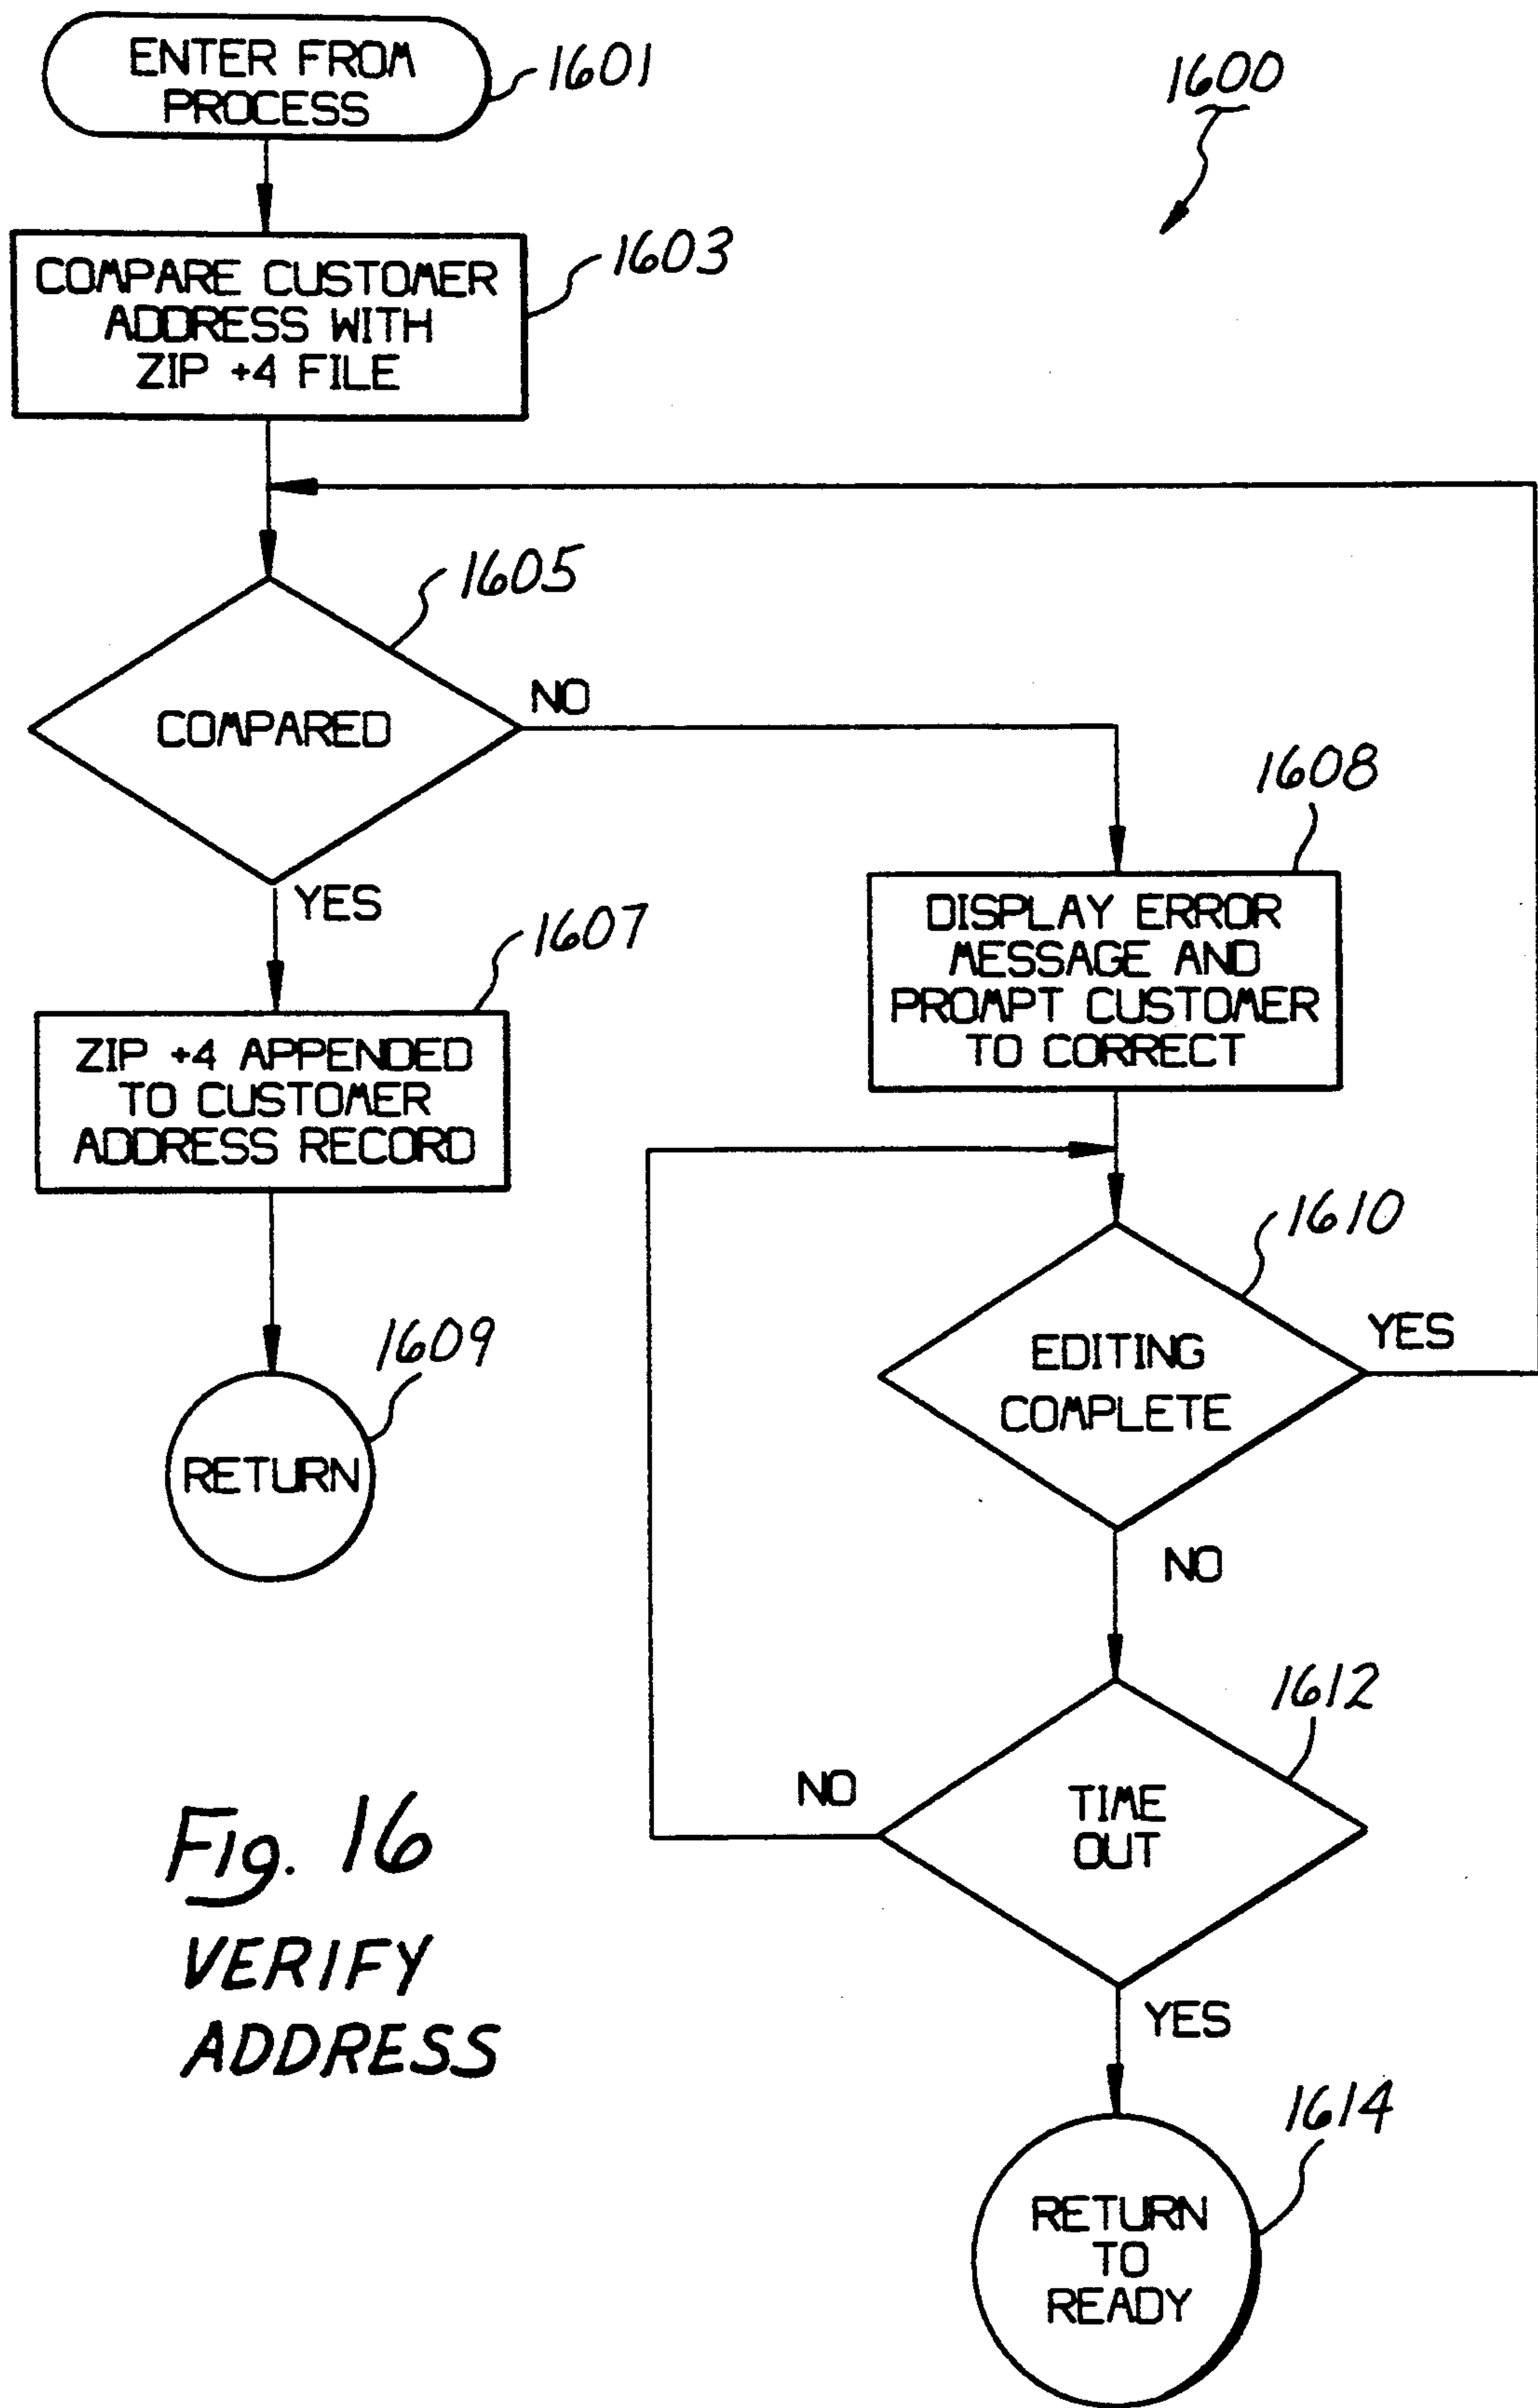 ENTER FROM
PROCESS
1601
1600
COMPARE CUSTOMER
ADDRESS WITH
ZIP +4 FILE
1603
1605
COMPARED
NO
YES
1608
DISPLAY ERROR
MESSAGE AND
PROMPT CUSTOMER
TO CORRECT
1607
ZIP +4 APPENDED
TO CUSTOMER
ADDRESS RECORD
1609
RETURN
1610
EDITING
COMPLETE
YES
NO
1612
TIME
OUT
NO
YES
1614
RETURN
TO
READY
Fig. 16
VERIFY
ADDRESS